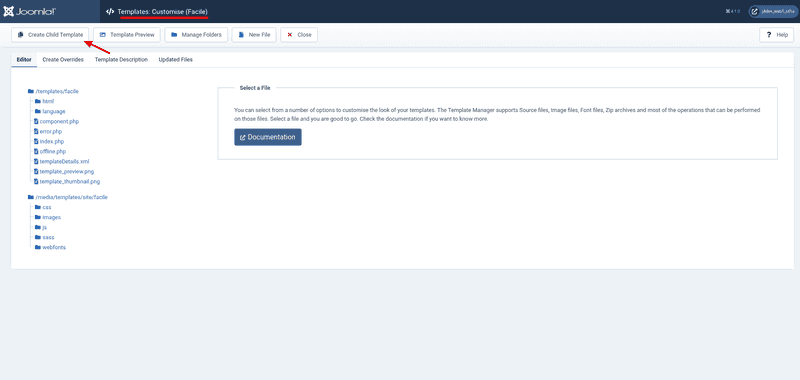 Joomla!
Templates: Customise (Facile)
4.1.0
Create Child Template
Template Preview
Manage Folders
New File
Close
Help
Editor
Create Overrides
Template Description
Updated Files
/templates/facile
html
language
component.php
error.php
index.php
offline.php
templateDetails.xml
template_preview.png
template_thumbnail.png
/media/templates/site/facile
css
images
js
scss
webfonts
Select a File
You can select from a number of options to customise the look of your templates. The Template Manager supports Source files, Image files, Font files, Zip archives and most of the operations that can be performed
on those files. Select a file and you are good to go. Check the documentation if you want to know more.
Documentation